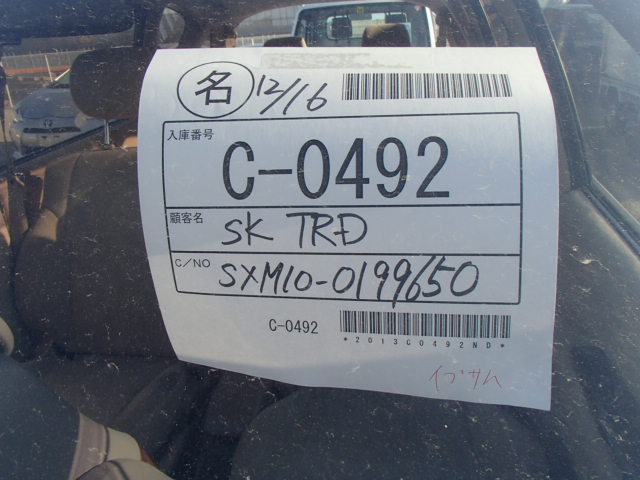 名 12/16
入庫番号
C-0492
顧客名 SK TRD
C/NO SXM10-0199650
C-0492
*2013C0492ND*
イプサム